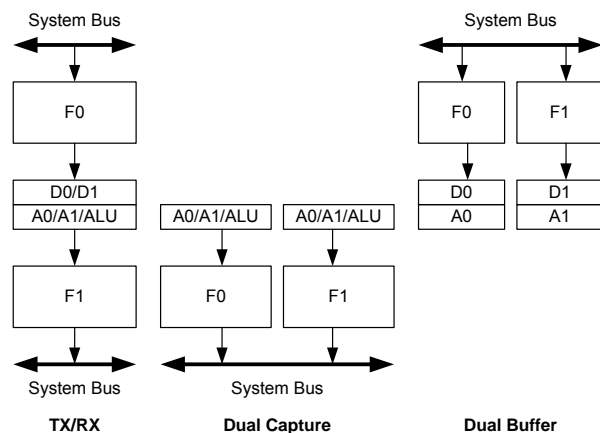 System Bus
F0
D0/D1
A0/A1/ALU
F1
System Bus
TX/RX
A0/A1/ALU
A0/A1/ALU
F0
F1
System Bus
Dual Capture
System Bus
F0
F1
D0
D1
A0
A1
Dual Buffer